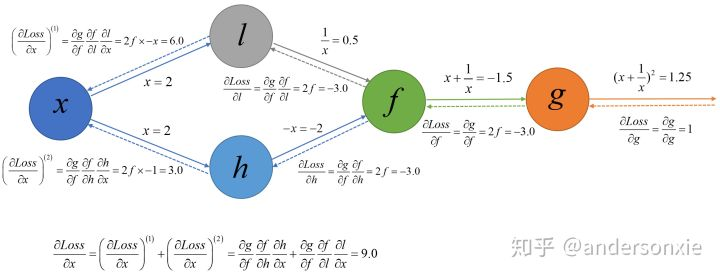 (∂Loss/∂x)^(1) = ∂g/∂f ∂f/∂l ∂l/∂x = 2f × −x = 6.0
l
1/x = 0.5
x = 2
∂Loss/∂l = ∂g/∂f ∂f/∂l = 2f = −3.0
x + 1/x = −1.5
(x + 1/x)² = 1.25
x
f
g
x = 2
−x = −2
∂Loss/∂f = ∂g/∂f = 2f = −3.0
∂Loss/∂g = ∂g/∂g = 1
(∂Loss/∂x)^(2) = ∂g/∂f ∂f/∂h ∂h/∂x = 2f × −1 = 3.0
h
∂Loss/∂h = ∂g/∂f ∂f/∂h = 2f = −3.0
∂Loss/∂x = (∂Loss/∂x)^(1) + (∂Loss/∂x)^(2) = ∂g/∂f ∂f/∂h ∂h/∂x + ∂g/∂f ∂f/∂l ∂l/∂x = 9.0
知乎 @andersonxie